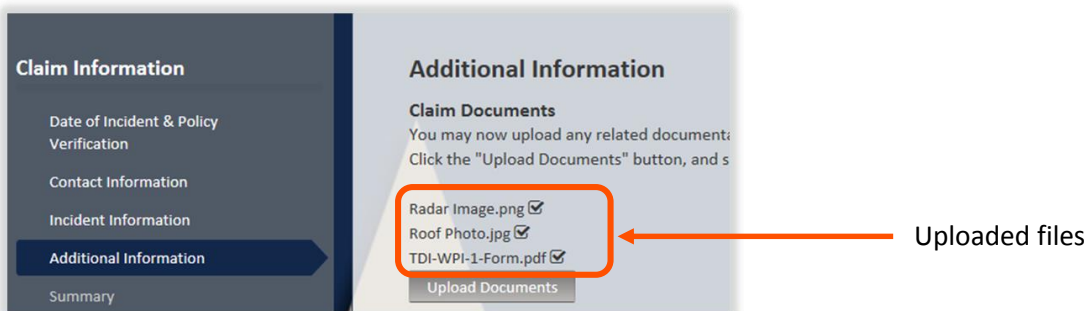 Claim Information
Date of Incident & Policy
Verification
Contact Information
Incident Information
Additional Information
Summary
Additional Information
Claim Documents
You may now upload any related documenta
Click the "Upload Documents" button, and s
Radar Image.png
Roof Photo.jpg
TDI-WPI-1-Form.pdf
Upload Documents
Uploaded files